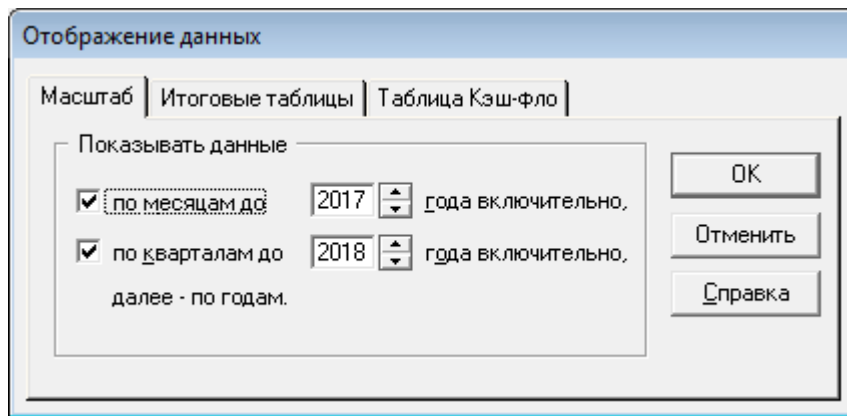 Отображение данных
Масштаб Итоговые таблицы Таблица Кэш-фло
Показывать данные
по месяцам до 2017 года включительно,
по кварталам до 2018 года включительно,
далее - по годам.
OK
Отменить
Справка